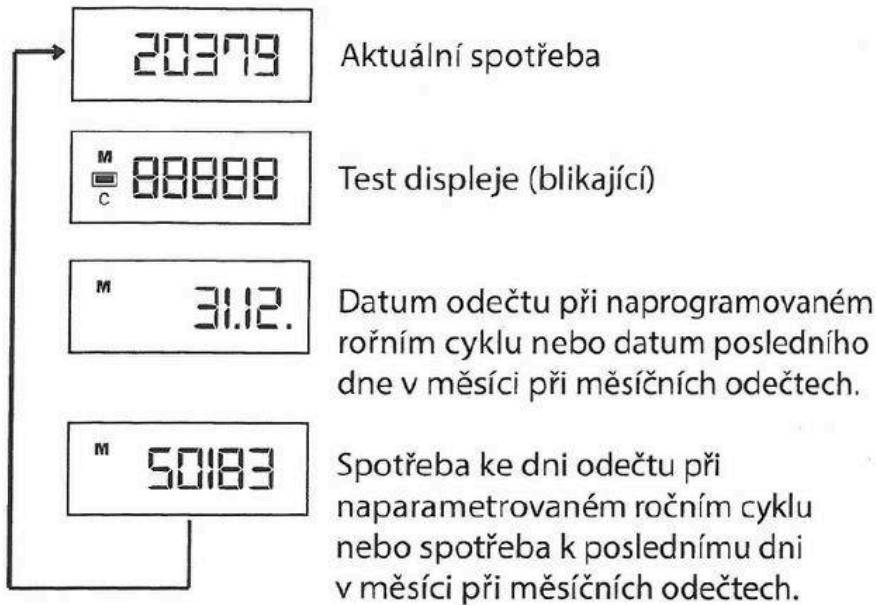 20379
Aktuální spotřeba
M
C
88888
Test displeje (blikající)
M
31.12.
Datum odečtu při naprogramovaném
rořním cyklu nebo datum posledního
dne v měsíci při měsíčních odečtech.
M
50183
Spotřeba ke dni odečtu při
naparametrovaném ročním cyklu
nebo spotřeba k poslednímu dni
v měsíci při měsíčních odečtech.